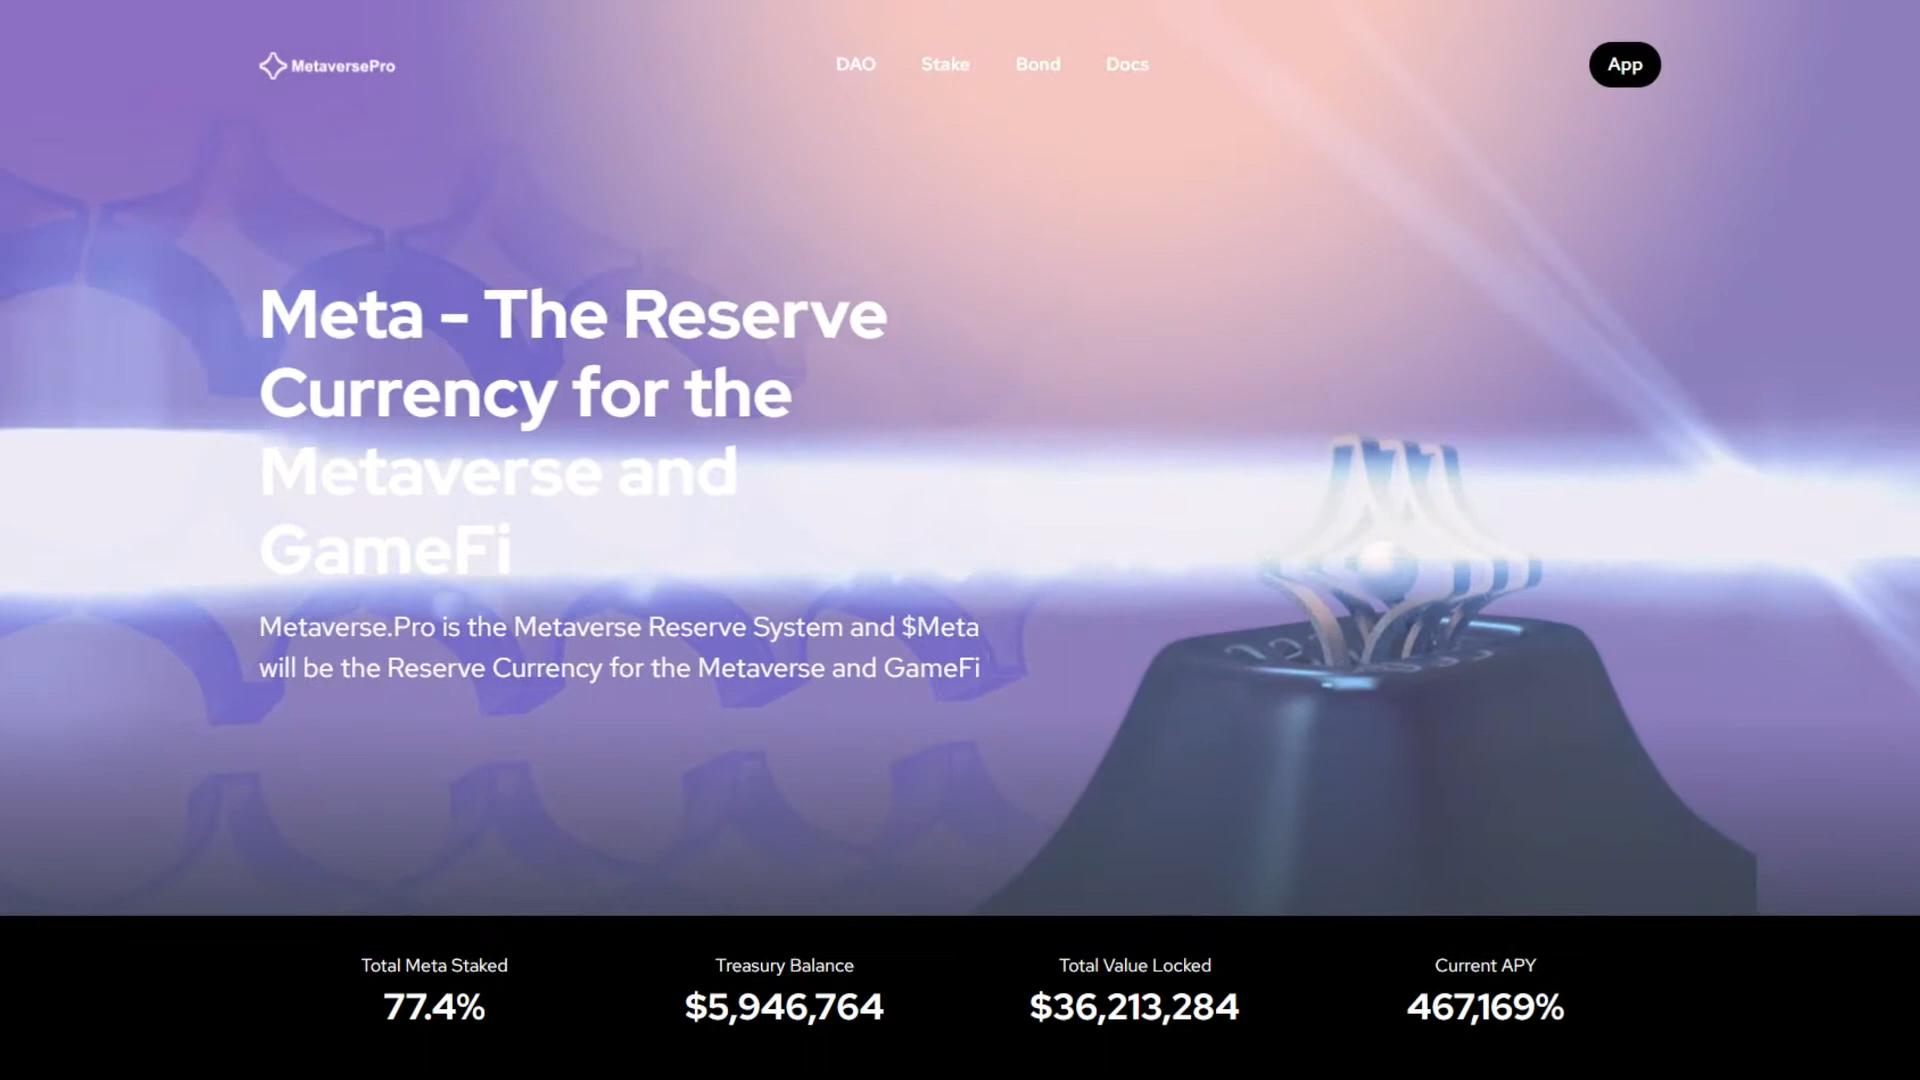 MetaversePro
DAO
Stake
Bond
Docs
App
Meta - The Reserve
Currency for the
Metaverse and
GameFi
Metaverse.Pro is the Metaverse Reserve System and $Meta
will be the Reserve Currency for the Metaverse and GameFi
Total Meta Staked
77.4%
Treasury Balance
$5,946,764
Total Value Locked
$36,213,284
Current APY
467,169%